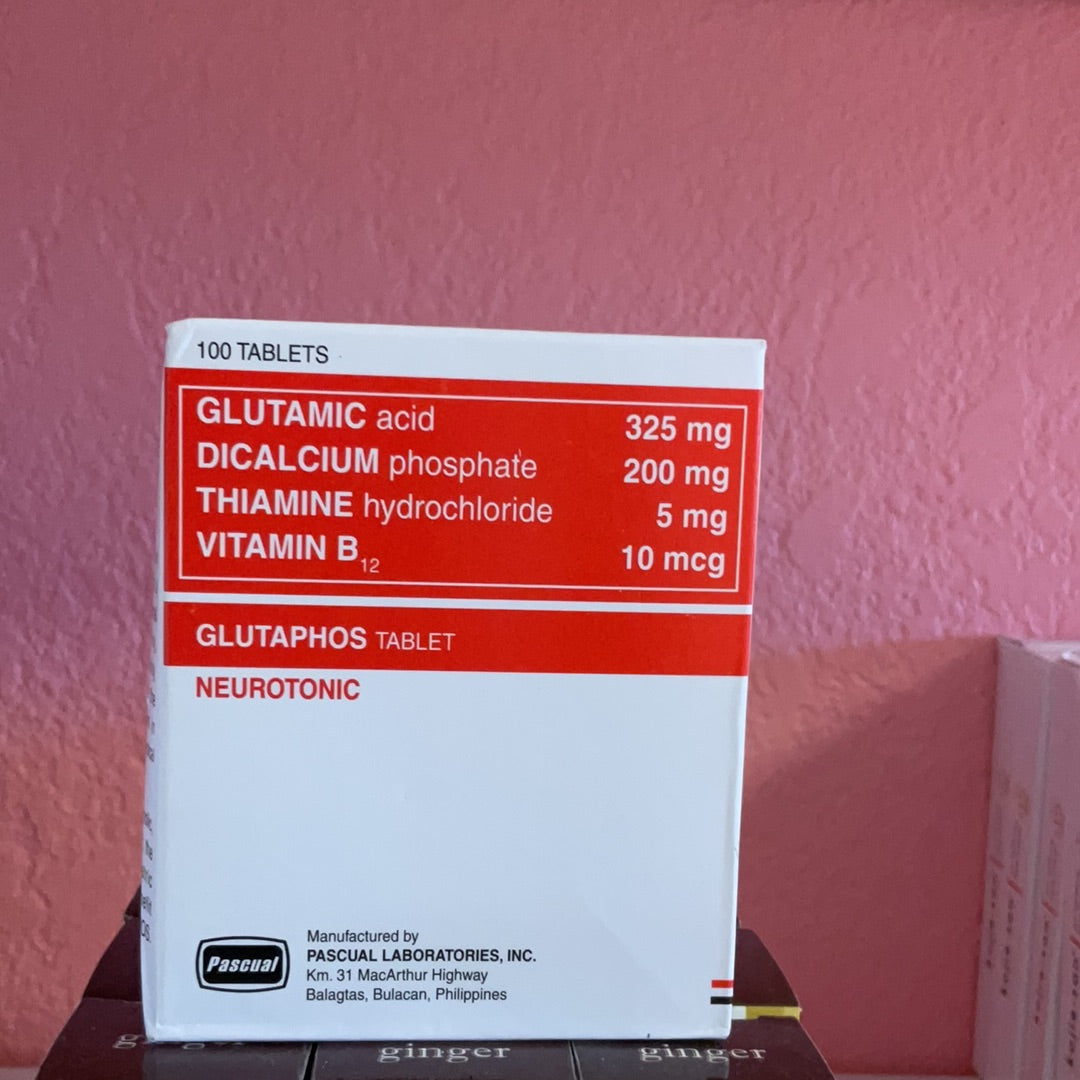 100 TABLETS
GLUTAMIC acid 325 mg
DICALCIUM phosphate 200 mg
THIAMINE hydrochloride 5 mg
VITAMIN B12 10 mcg
GLUTAPHOS TABLET
NEUROTONIC
Pascual
Manufactured by
PASCUAL LABORATORIES, INC.
Km. 31 MacArthur Highway
Balagtas, Bulacan, Philippines
ginger ginger